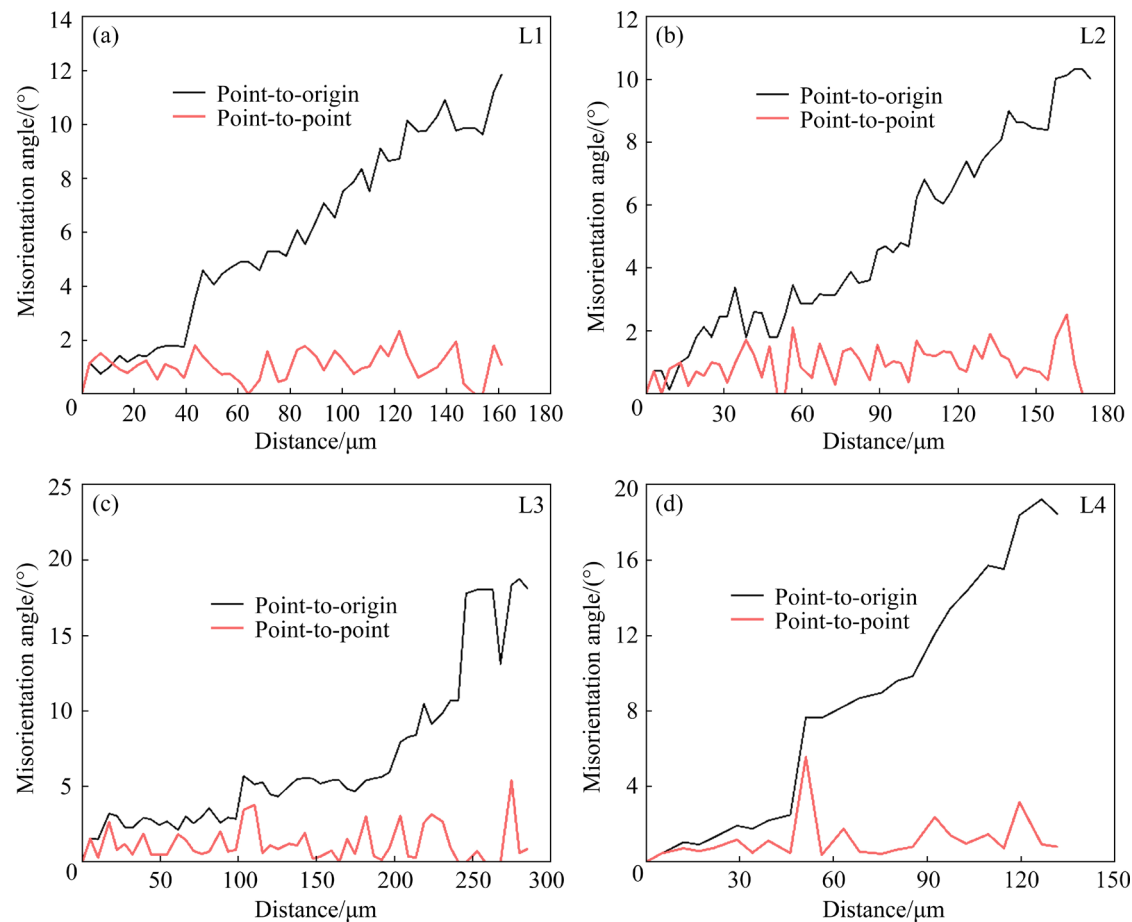 (a)
L1
14
12
10
8
6
4
2
0
Misorientation angle/(°)
Point-to-origin
Point-to-point
20 40 60 80 100 120 140 160 180
Distance/μm
(b)
L2
12
10
8
6
4
2
0
Misorientation angle/(°)
Point-to-origin
Point-to-point
30 60 90 120 150 180
Distance/μm
(c)
L3
25
20
15
10
5
0
Misorientation angle/(°)
Point-to-origin
Point-to-point
50 100 150 200 250 300
Distance/μm
(d)
L4
20
16
12
8
4
0
Misorientation angle/(°)
Point-to-origin
Point-to-point
30 60 90 120 150
Distance/μm